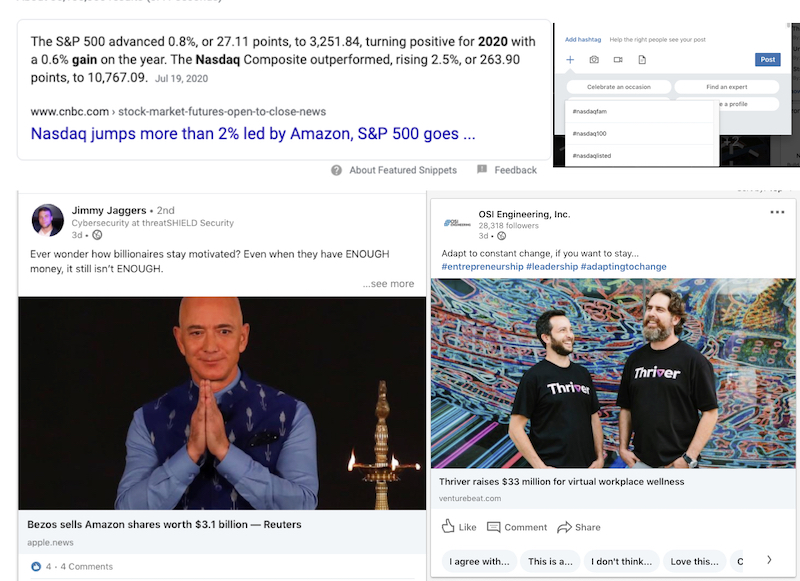 The S&P 500 advanced 0.8%, or 27.11 points, to 3,251.84, turning positive for 2020 with
a 0.6% gain on the year. The Nasdaq Composite outperformed, rising 2.5%, or 263.90
points, to 10,767.09. Jul 19, 2020
www.cnbc.com › stock-market-futures-open-to-close-news
Nasdaq jumps more than 2% led by Amazon, S&P 500 goes ...
About Featured Snippets Feedback
Add hashtag Help the right people see your post
Post
Celebrate an occasion Find an expert
e a profile
#nasdaqfam
#nasdaq100
#nasdaqlisted
+2
Jimmy Jaggers • 2nd
Cybersecurity at threatSHIELD Security
3d •
Ever wonder how billionaires stay motivated? Even when they have ENOUGH
money, it still isn't ENOUGH.
...see more
Bezos sells Amazon shares worth $3.1 billion — Reuters
apple.news
4 • 4 Comments
OSI ENGINEERING
OSI Engineering, Inc.
28,318 followers
3d •
Adapt to constant change, if you want to stay...
#entrepreneurship #leadership #adaptingtochange
Thriver
Thriver
Thriver raises $33 million for virtual workplace wellness
venturebeat.com
Like Comment Share
I agree with... This is a... I don't think... Love this... C